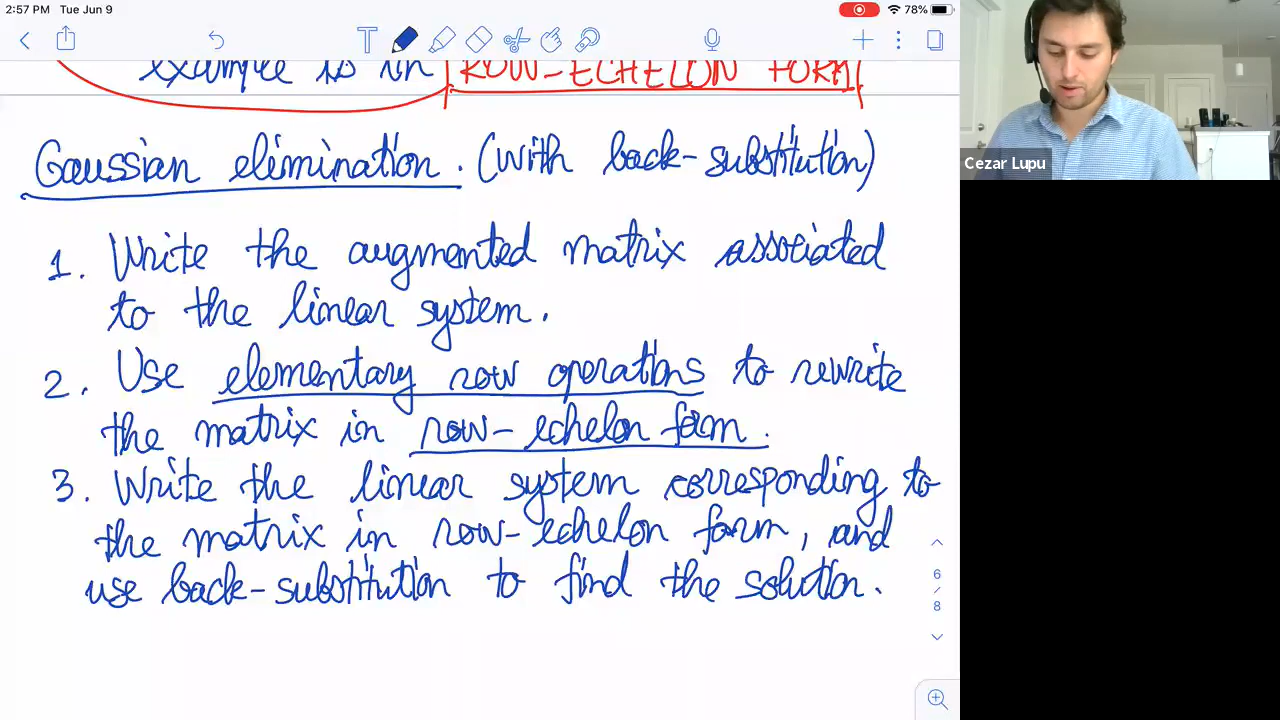 2:57 PM Tue Jun 9
78%
example is in ROW-ECHELON FORM
Gaussian elimination. (with back-substitution)
1. Write the augmented matrix associated
to the linear system.
2. Use elementary row operations to rewrite
the matrix in row-echelon form.
3. Write the linear system corresponding to
the matrix in row-echelon form, and
use back-substitution to find the solution.
6
/
8
Cezar Lupu